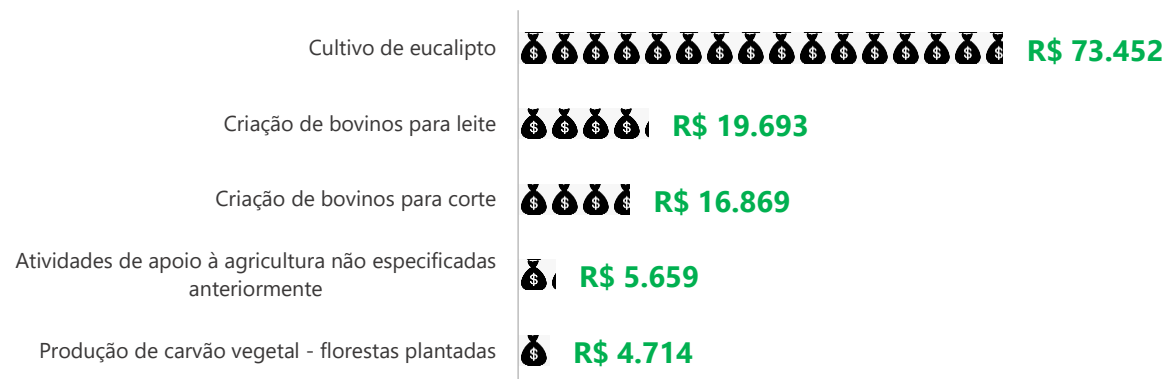 Cultivo de eucalipto
R$ 73.452
Criação de bovinos para leite
R$ 19.693
Criação de bovinos para corte
R$ 16.869
Atividades de apoio à agricultura não especificadas
anteriormente
R$ 5.659
Produção de carvão vegetal - florestas plantadas
R$ 4.714